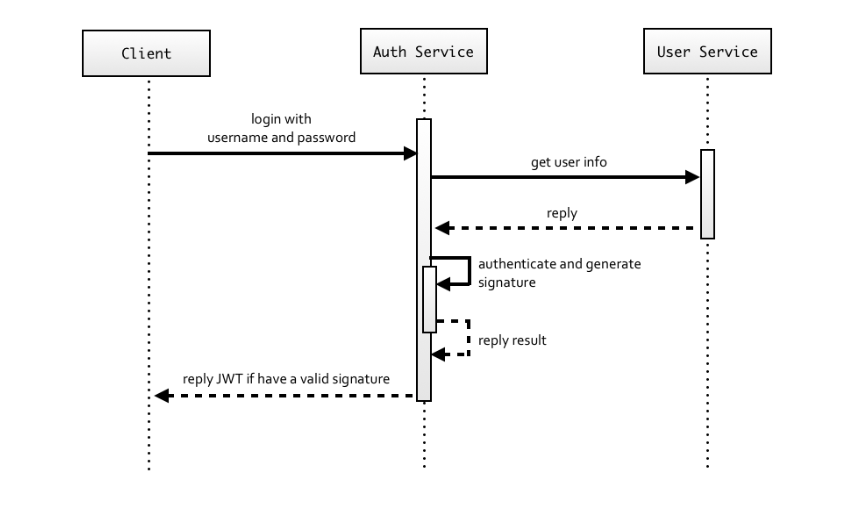 Client
Auth Service
User Service
login with
username and password
get user info
reply
authenticate and generate
signature
reply result
reply JWT if have a valid signature